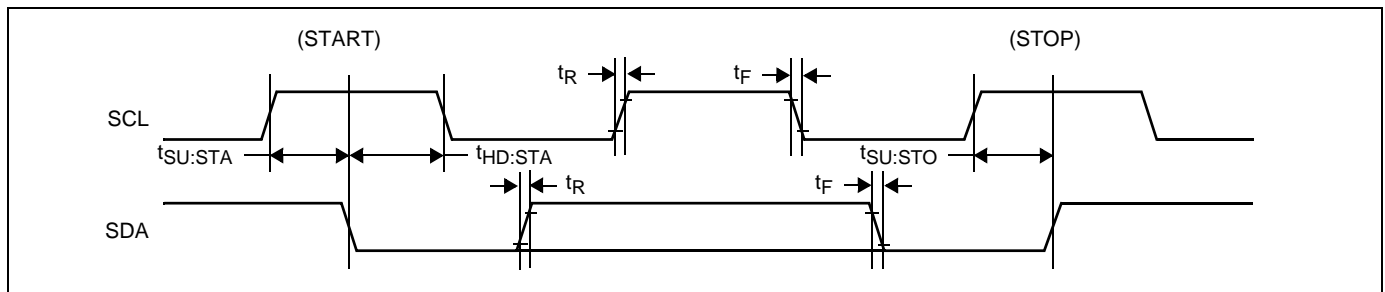 (START) (STOP)
tR tF
SCL
tSU:STA tHD:STA tSU:STO
tR tF
SDA